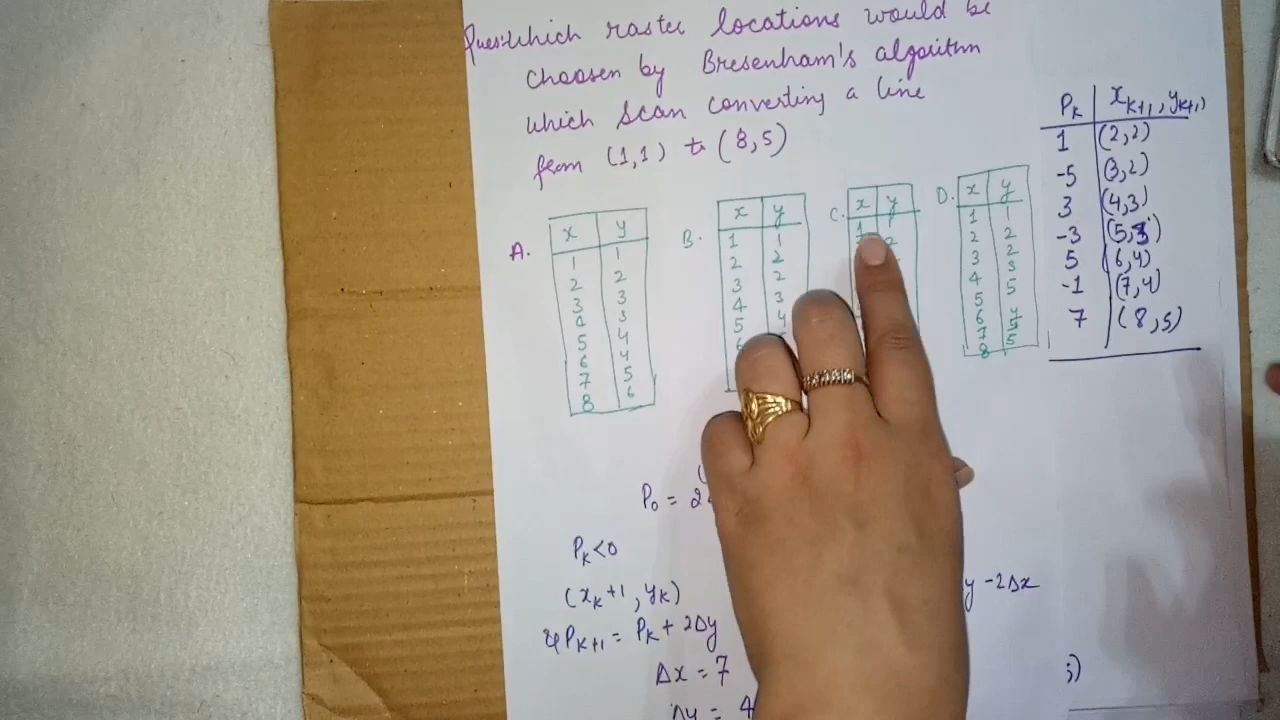 Ques:Which raster locations would be
choosen by Bresenham's algorithm
which scan converting a line
from (1,1) to (8,5)
A.
x y
1 1
2 2
3 3
4 3
5 4
6 4
7 5
8 6
B.
x y
1 1
2 2
3 2
4 3
5 4
C.
x y
1 1
2
D.
x y
1 1
2 2
3 2
4 3
5 5
6 4
7 5
8 5
Pk xk+1, yk+1
1 (2,2)
-5 (3,2)
3 (4,3)
-3 (5,3)
5 (6,4)
-1 (7,4)
7 (8,5)
P0 = 2
Pk<0
(xk+1, yk) y -2Δx
& Pk+1 = Pk + 2Δy
Δx = 7
Δy = 4